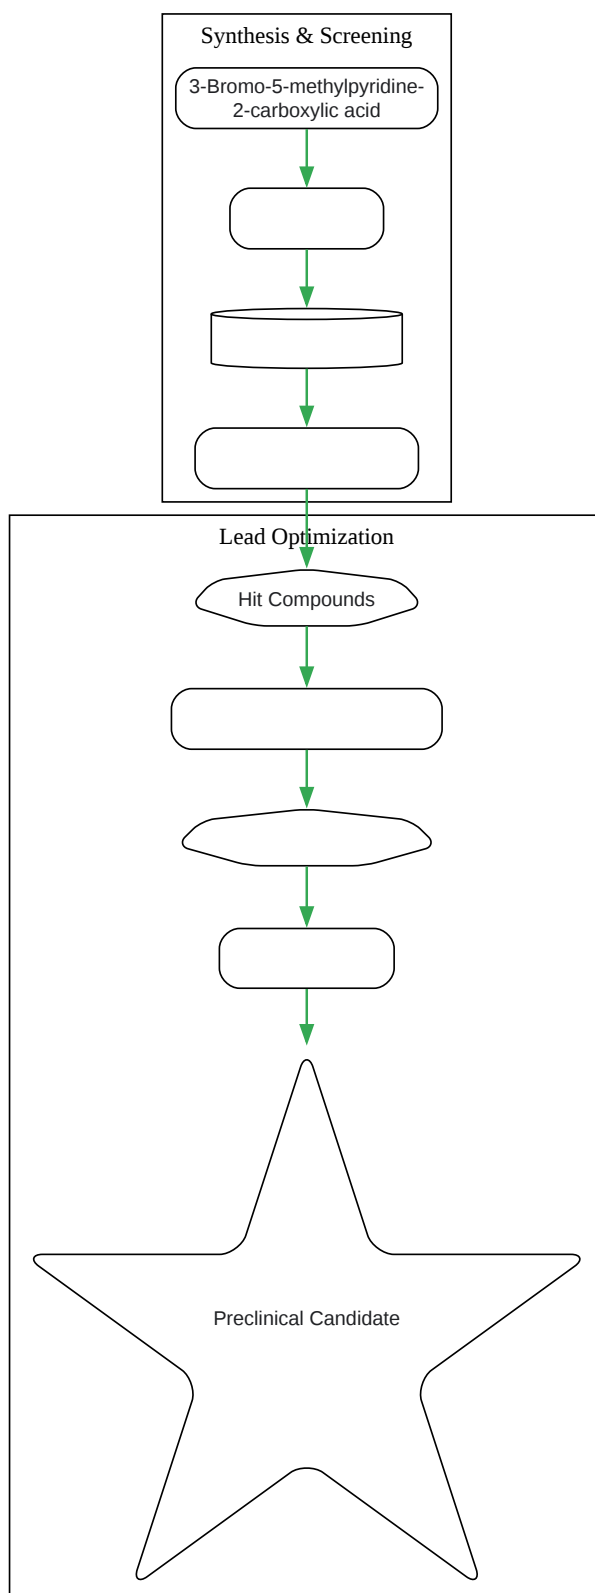 Synthesis & Screening
3-Bromo-5-methylpyridine-
2-carboxylic acid
Lead Optimization
Hit Compounds
Preclinical Candidate